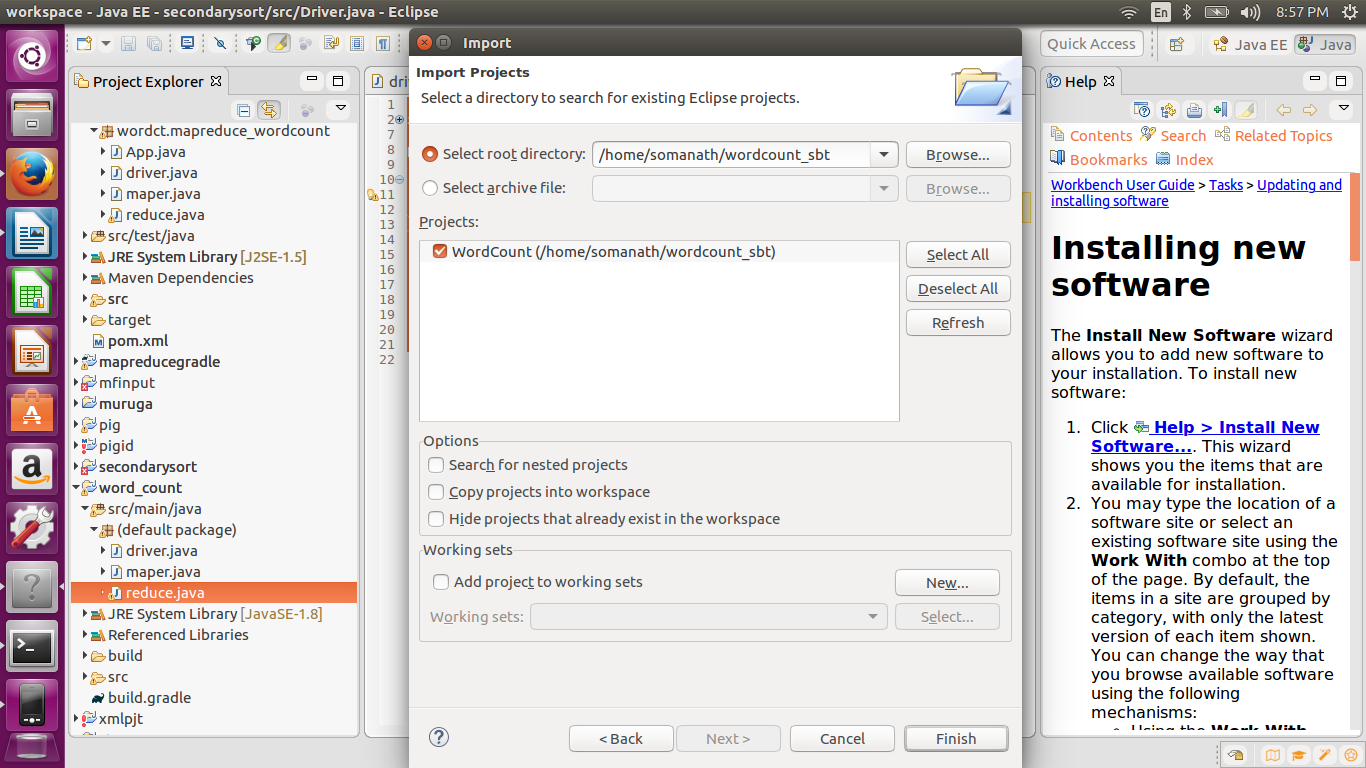 workspace - Java EE - secondarysort/src/Driver.java - Eclipse
En
8:57 PM
Quick Access
Java EE
Java
Project Explorer
wordct.mapreduce_wordcount
App.java
driver.java
maper.java
reduce.java
src/test/java
JRE System Library [J2SE-1.5]
Maven Dependencies
src
target
pom.xml
mapreducegradle
mfinput
muruga
pig
pigid
secondarysort
word_count
src/main/java
(default package)
driver.java
maper.java
reduce.java
JRE System Library [JavaSE-1.8]
Referenced Libraries
build
src
build.gradle
xmlpjt
1
2
7
8
9
10
11
12
13
14
15
16
17
18
19
20
21
22
Import
Import Projects
Select a directory to search for existing Eclipse projects.
Select root directory: /home/somanath/wordcount_sbt Browse...
Select archive file: Browse...
Projects:
WordCount (/home/somanath/wordcount_sbt)
Select All
Deselect All
Refresh
Options
Search for nested projects
Copy projects into workspace
Hide projects that already exist in the workspace
Working sets
Add project to working sets New...
Working sets: Select...
< Back Next > Cancel Finish
Help
Contents Search Related Topics
Bookmarks Index
Workbench User Guide > Tasks > Updating and
installing software
Installing new
software
The Install New Software wizard
allows you to add new software to
your installation. To install new
software:
1. Click Help > Install New
Software.... This wizard
shows you the items that are
available for installation.
2. You may type the location of a
software site or select an
existing software site using the
Work With combo at the top
of the page. By default, the
items in a site are grouped by
category, with only the latest
version of each item shown.
You can change the way that
you browse available software
using the following
mechanisms:
Using the Work With